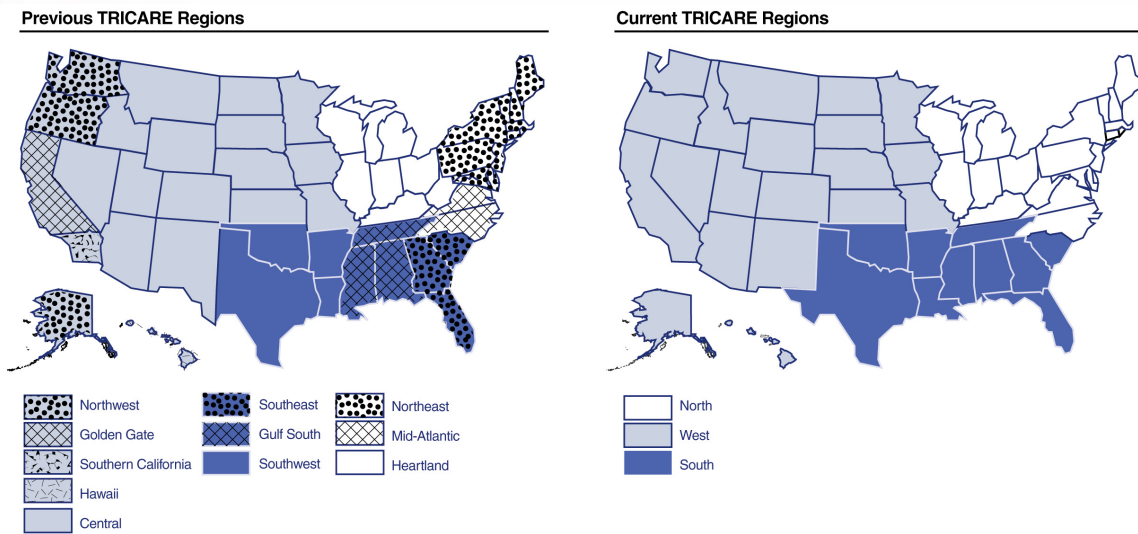 Previous TRICARE Regions
Northwest
Golden Gate
Southern California
Hawaii
Central
Southeast
Gulf South
Southwest
Northeast
Mid-Atlantic
Heartland
Current TRICARE Regions
North
West
South